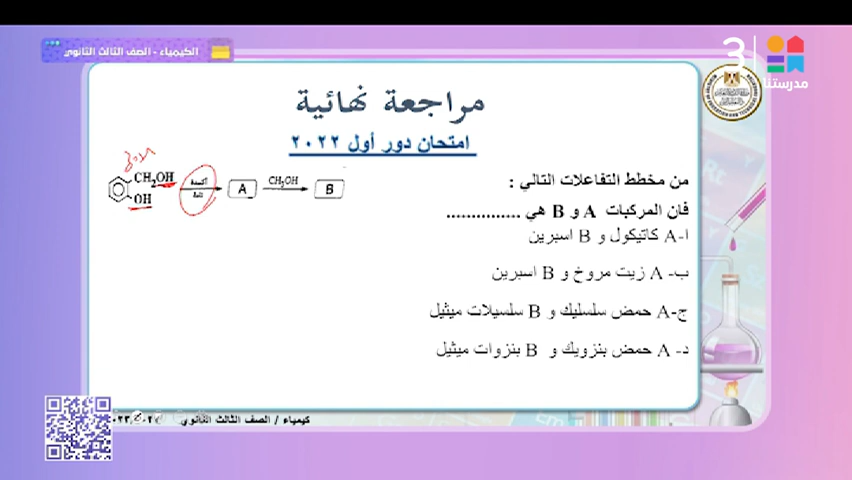 الكيمياء - الصف الثالث الثانوي
3
مدرستنا
مراجعة نهائية
امتحان دور أول ٢٠٢٢
من مخطط التفاعلات التالي :
CH₂OH
OH
أكسدة
A
CH₃OH
B
فان المركبات A و B هي ...............
ا- A كاتيكول و B اسبرين
ب- A زيت مروخ و B اسبرين
ج- A حمض سلسليك و B سلسيلات ميثيل
د- A حمض بنزويك و B بنزوات ميثيل
كيمياء / الصف الثالث الثانوي